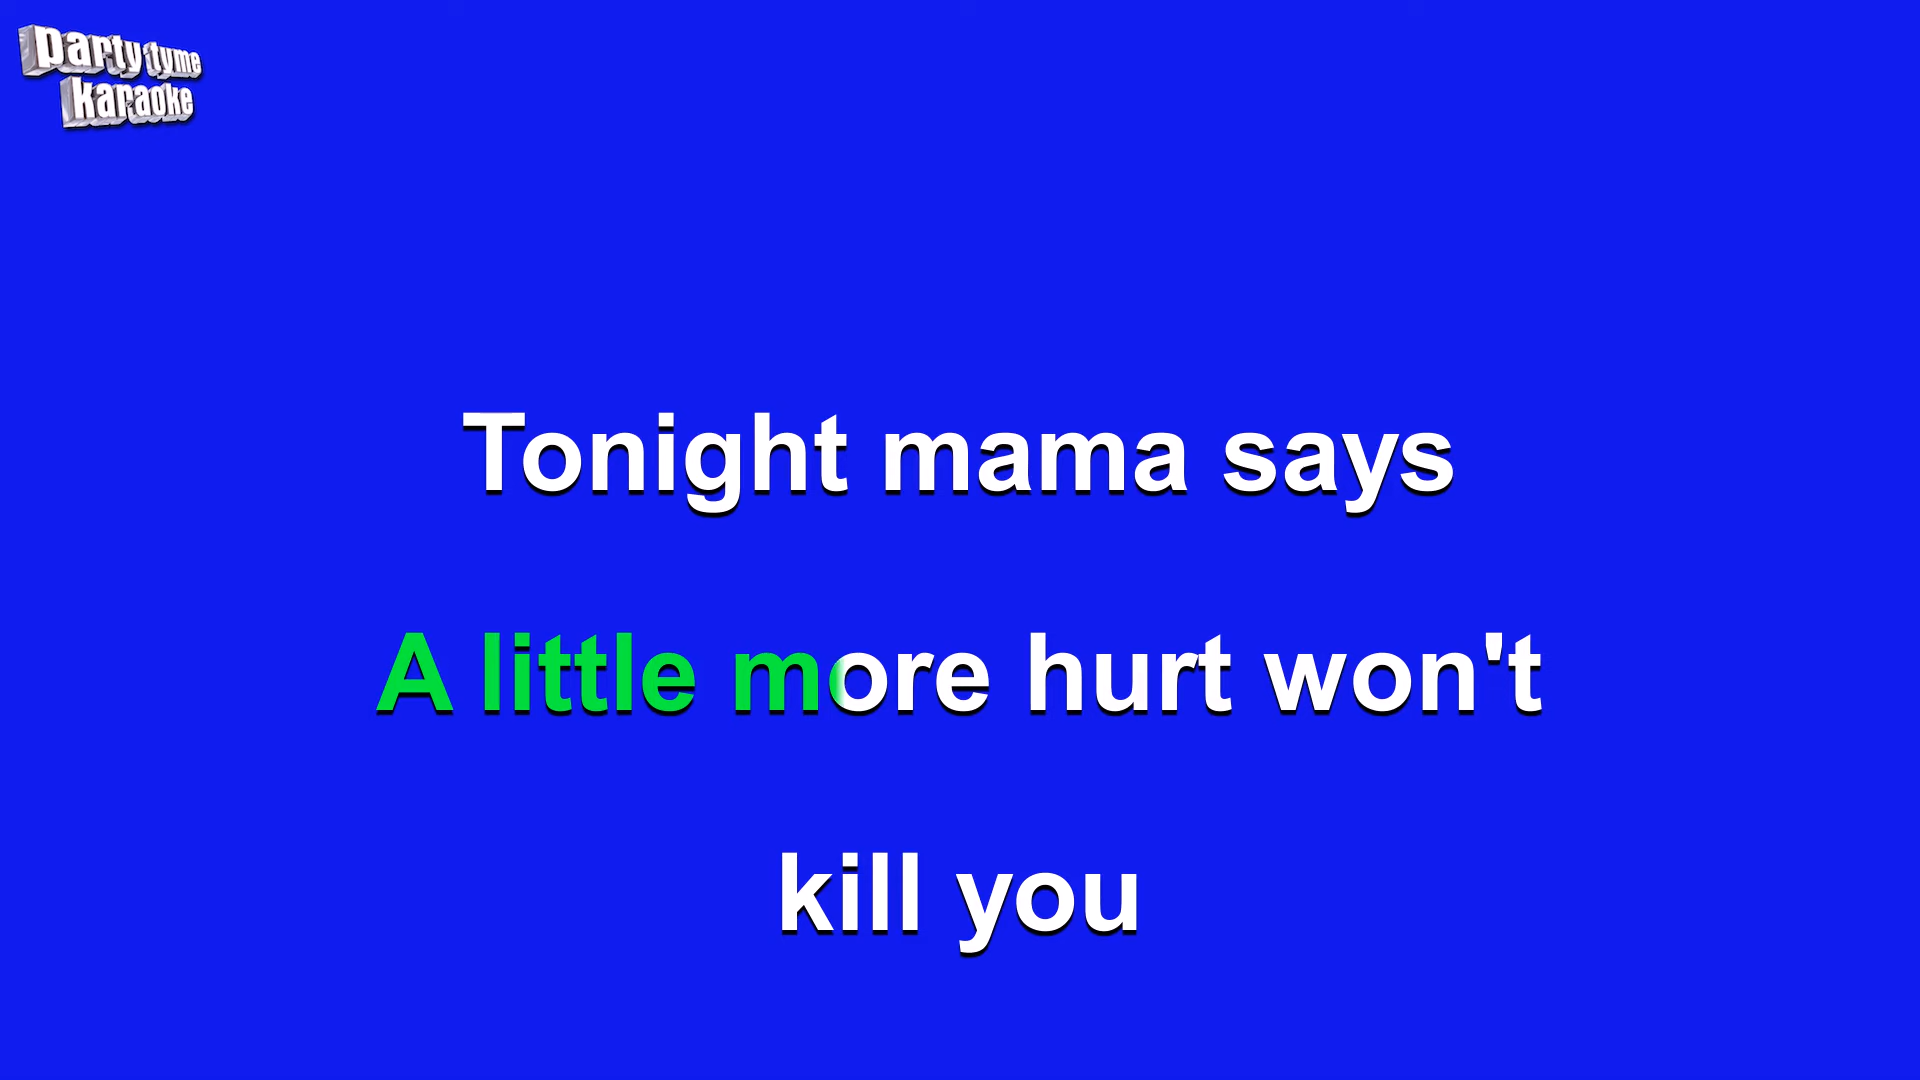 party tyme
karaoke
Tonight mama says
A little more hurt won't
kill you